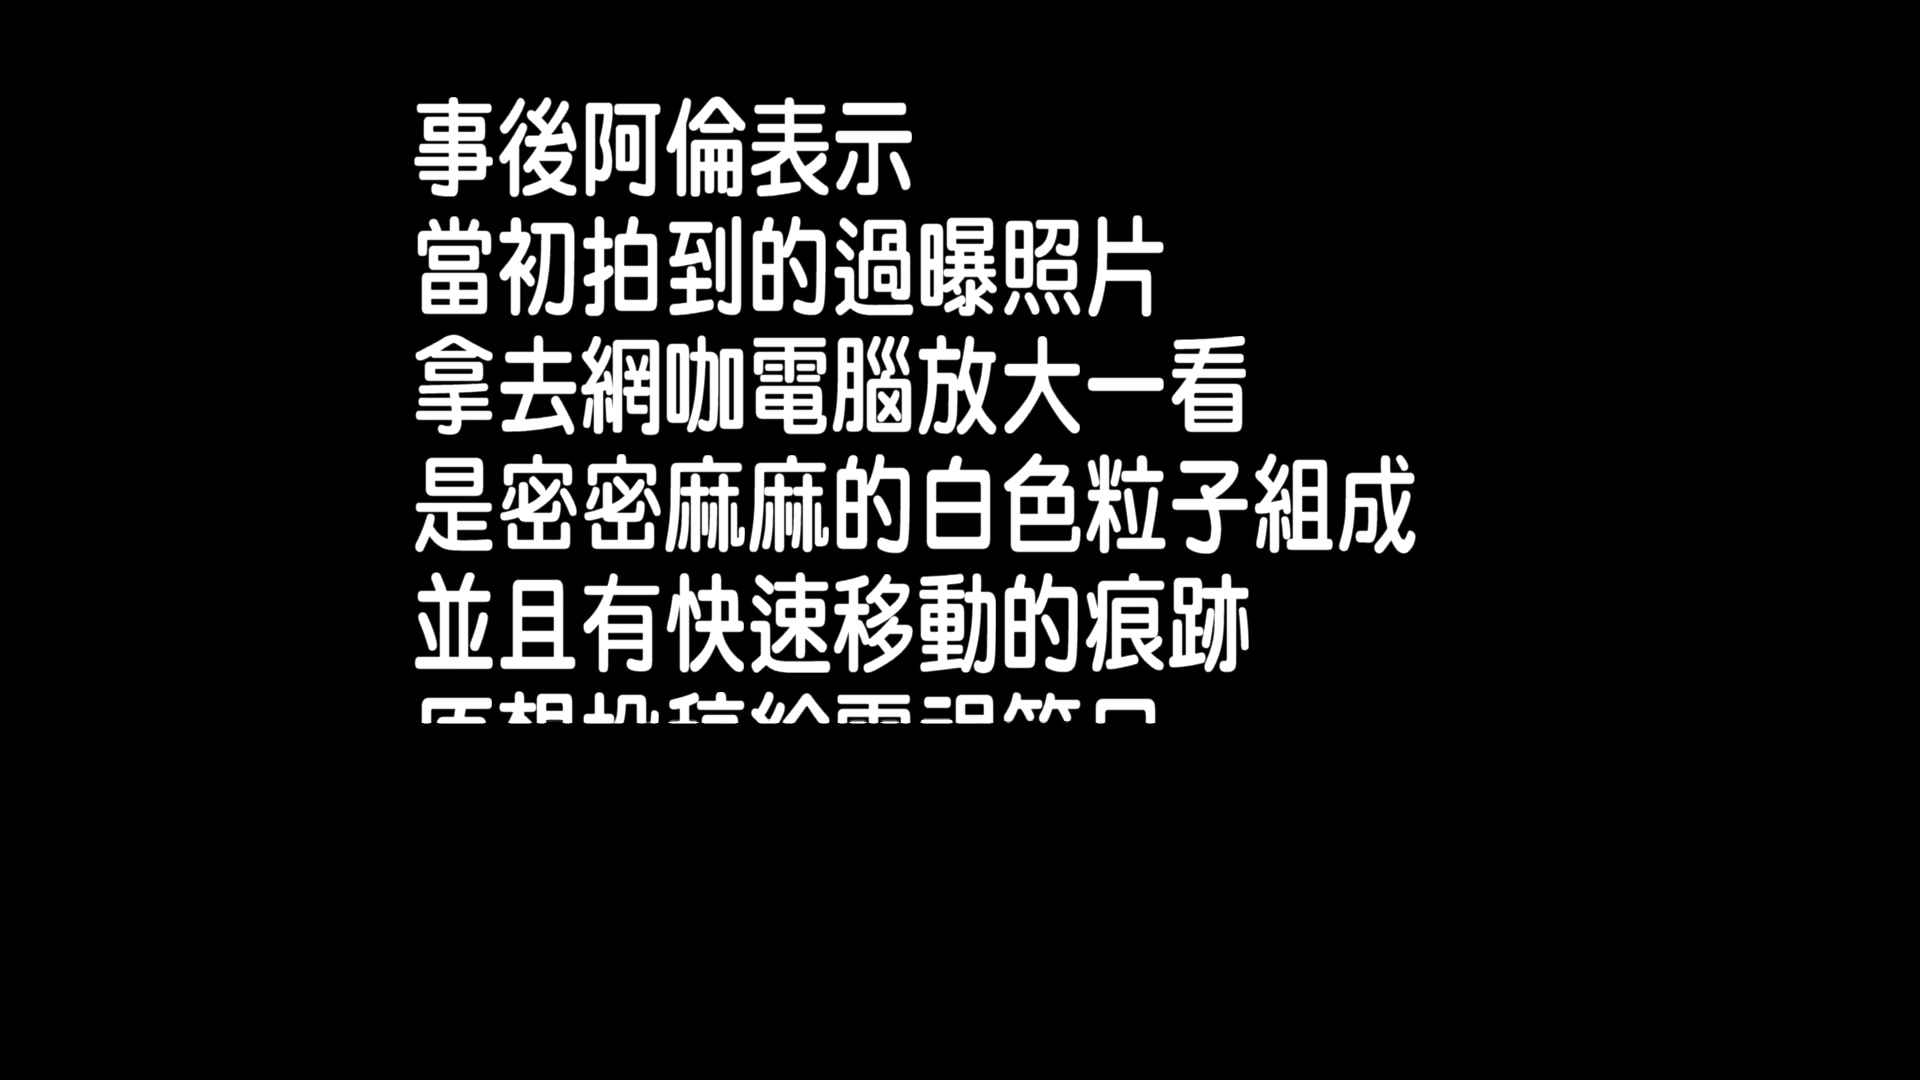 事後阿倫表示
當初拍到的過曝照片
拿去網咖電腦放大一看
是密密麻麻的白色粒子組成
並且有快速移動的痕跡